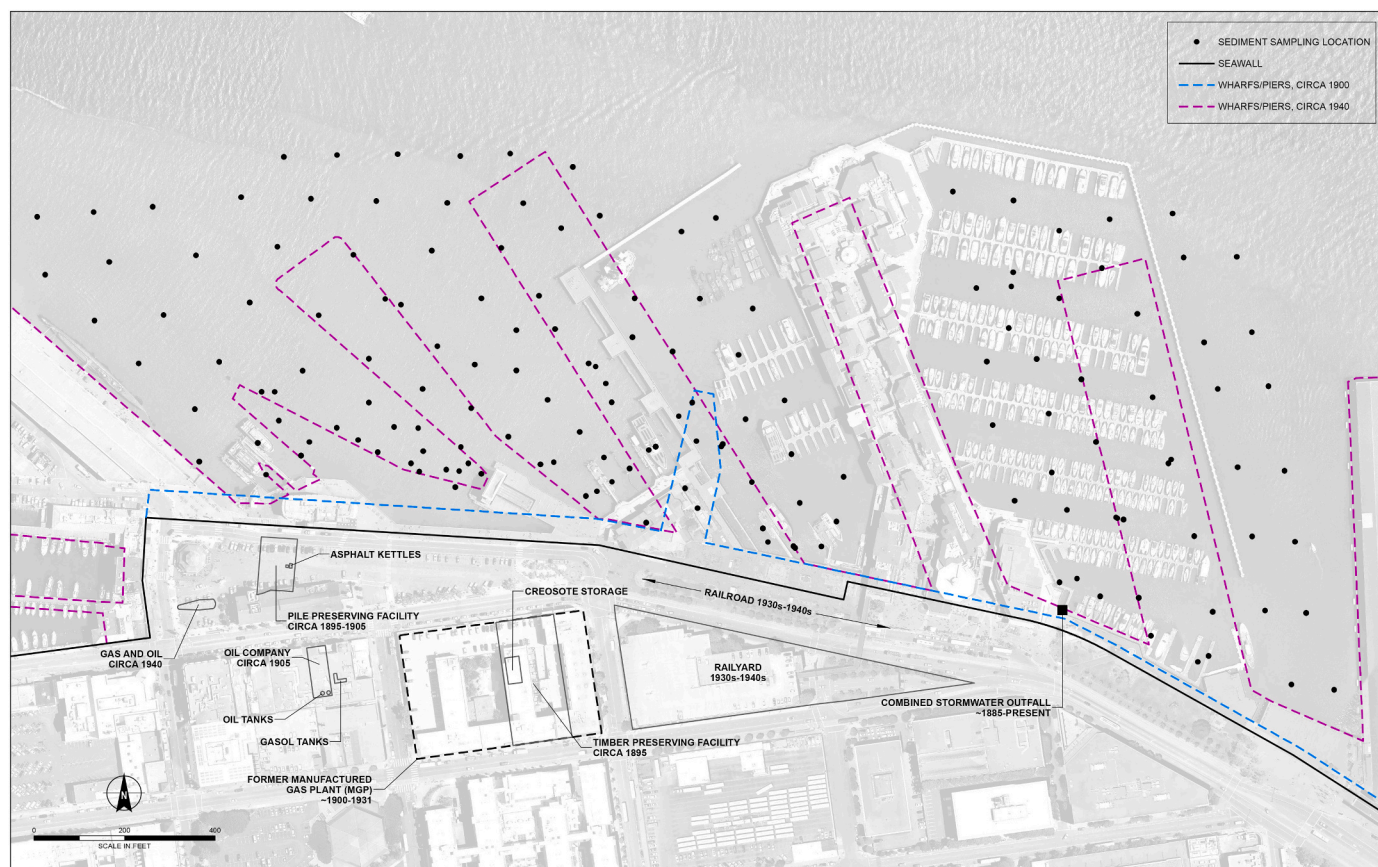 SEDIMENT SAMPLING LOCATION
SEAWALL
WHARFS/PIERS, CIRCA 1900
WHARFS/PIERS, CIRCA 1940
ASPHALT KETTLES
PILE PRESERVING FACILITY
CIRCA 1895-1905
CREOSOTE STORAGE
RAILROAD 1930s-1940s
GAS AND OIL
CIRCA 1940
OIL COMPANY
CIRCA 1905
RAILYARD
1930s-1940s
COMBINED STORMWATER OUTFALL
~1885-PRESENT
OIL TANKS
GASOL TANKS
TIMBER PRESERVING FACILITY
CIRCA 1895
FORMER MANUFACTURED
GAS PLANT (MGP)
~1900-1931
N
0 200 400
SCALE IN FEET